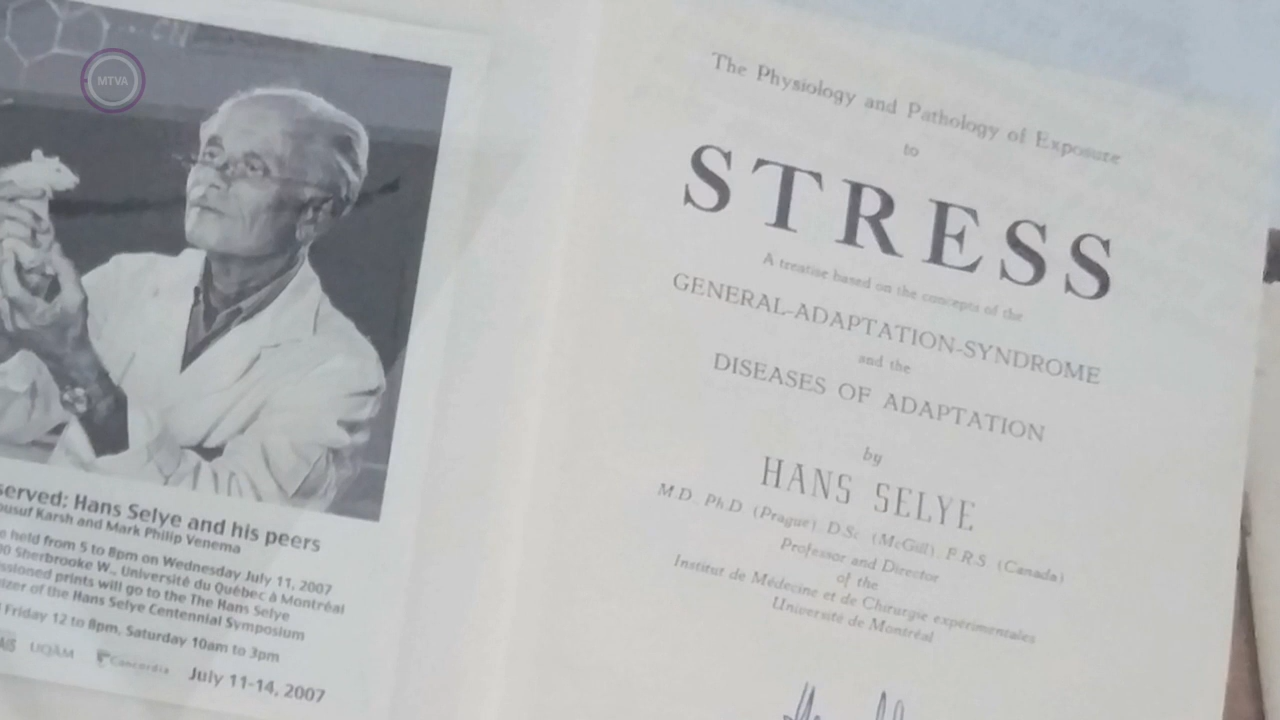 MTVA
served: Hans Selye and his peers
ousuf Karsh and Mark Philip Venema
held from 5 to 8pm on Wednesday July 11, 2007
Sherbrooke W., Université du Québec à Montréal
prints will go to the The Hans Selye
of the Hans Selye Centennial Symposium
Friday 12 to 8pm, Saturday 10am to 3pm
UQÀM Concordia July 11-14, 2007
The Physiology and Pathology of Exposure
to
STRESS
A treatise based on the concepts of the
GENERAL-ADAPTATION-SYNDROME
and the
DISEASES OF ADAPTATION
by
HANS SELYE
M.D. Ph.D. (Prague), D.Sc. (McGill), F.R.S. (Canada)
Professor and Director
of the
Institut de Médecine et de Chirurgie expérimentales
Université de Montréal